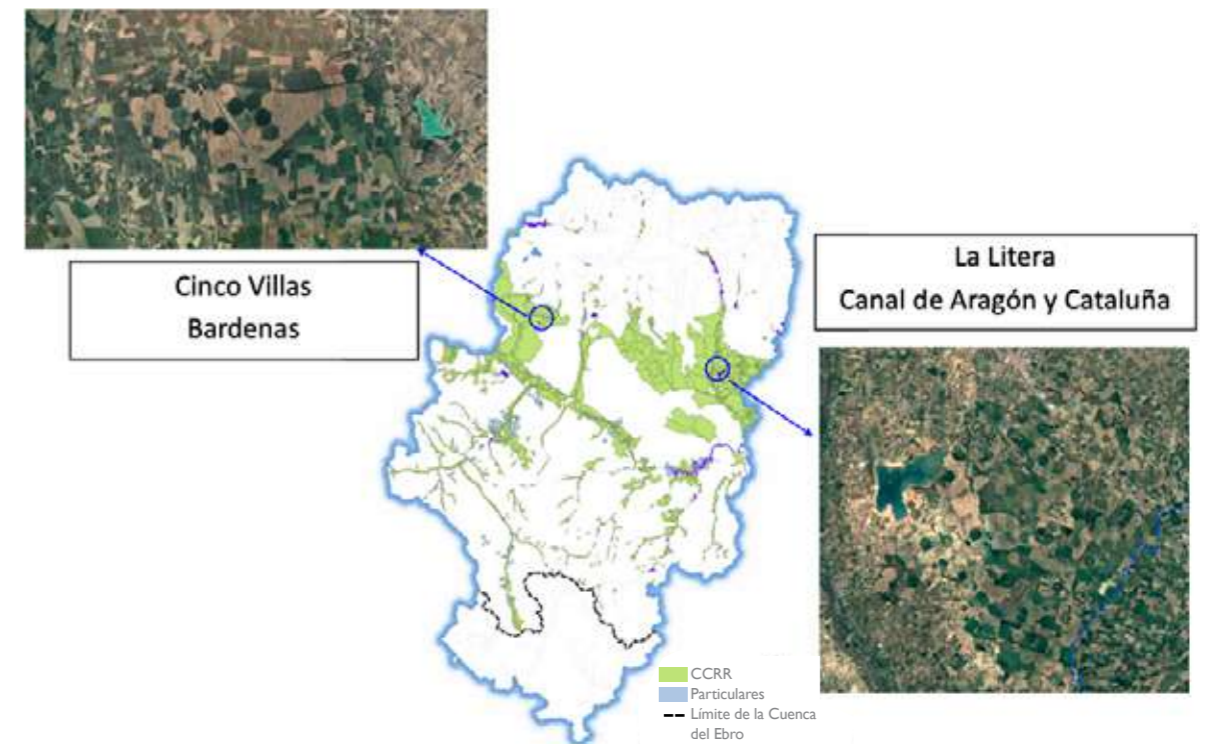 Cinco Villas
Bardenas
La Litera
Canal de Aragón y Cataluña
CCRR
Particulares
Límite de la Cuenca
del Ebro